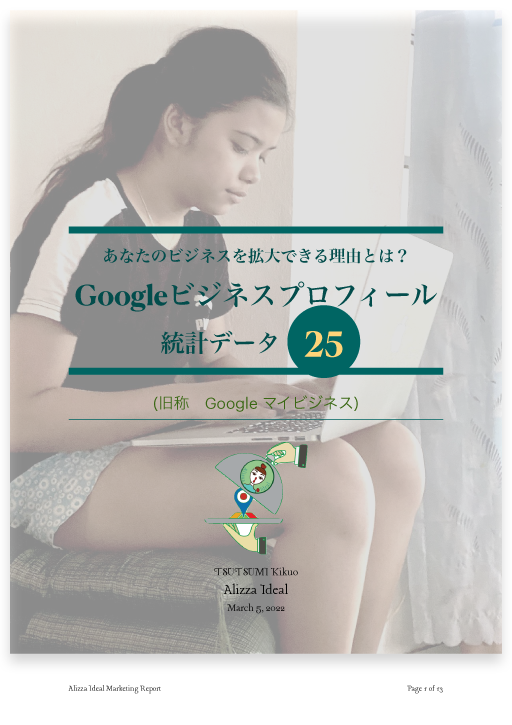 あなたのビジネスを拡大できる理由とは？
Googleビジネスプロフィール
統計データ 25
(旧称　Google マイビジネス)
TSUTSUMI Kikuo
Alizza Ideal
March 5, 2022
Alizza Ideal Marketing Report
Page 1 of 13